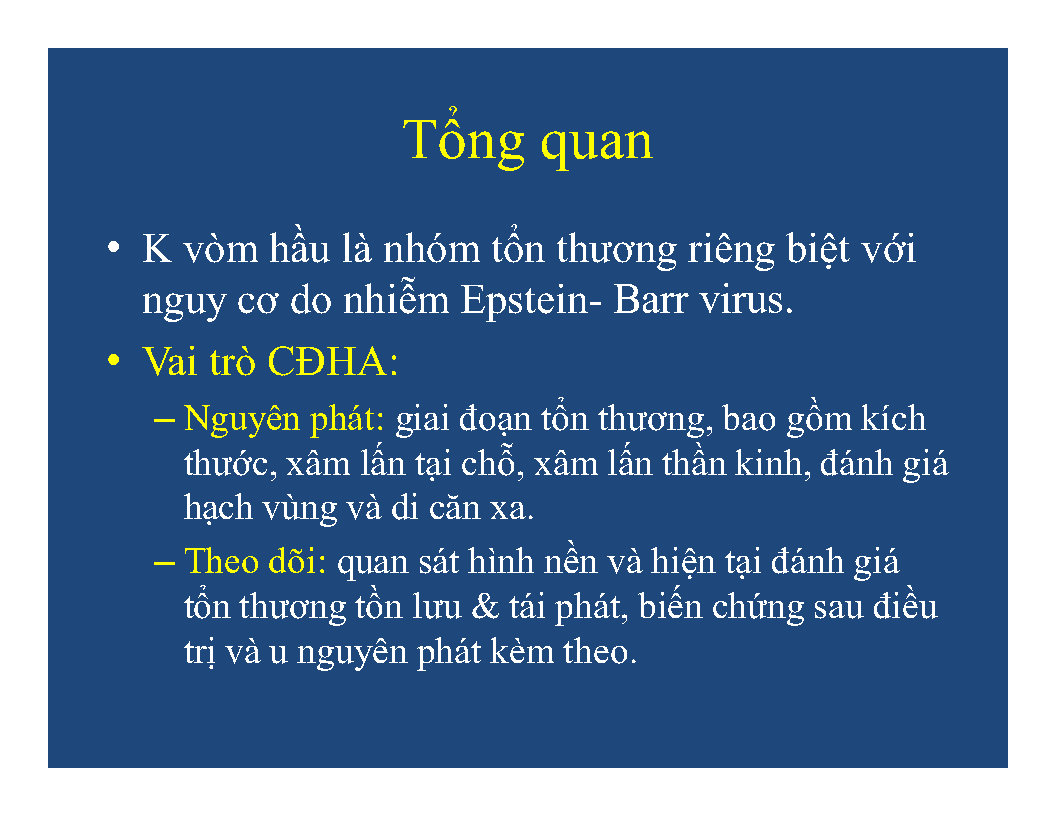 Tổng quan
• K vòm hầu là nhóm tổn thương riêng biệt với
nguy cơ do nhiễm Epstein- Barr virus.
• Vai trò CĐHA:
– Nguyên phát: giai đoạn tổn thương, bao gồm kích
thước, xâm lấn tại chỗ, xâm lấn thần kinh, đánh giá
hạch vùng và di căn xa.
– Theo dõi: quan sát hình nền và hiện tại đánh giá
tổn thương tồn lưu & tái phát, biến chứng sau điều
trị và u nguyên phát kèm theo.